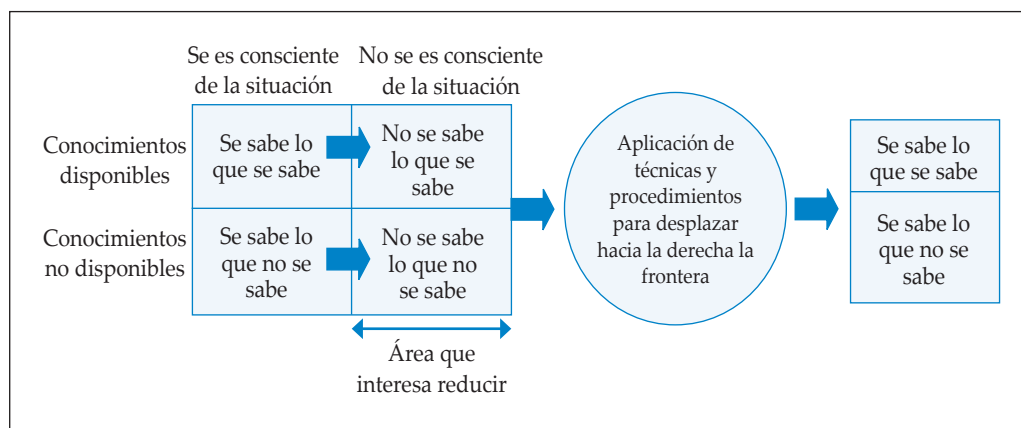 Se es consciente
de la situación
No se es consciente
de la situación
Conocimientos
disponibles
Se sabe lo
que se sabe
No se sabe
lo que se
sabe
Conocimientos
no disponibles
Se sabe lo
que no se
sabe
No se sabe
lo que no
se sabe
Área que
interesa reducir
Aplicación de
técnicas y
procedimientos
para desplazar
hacia la derecha la
frontera
Se sabe lo
que se sabe
Se sabe lo
que no se
sabe